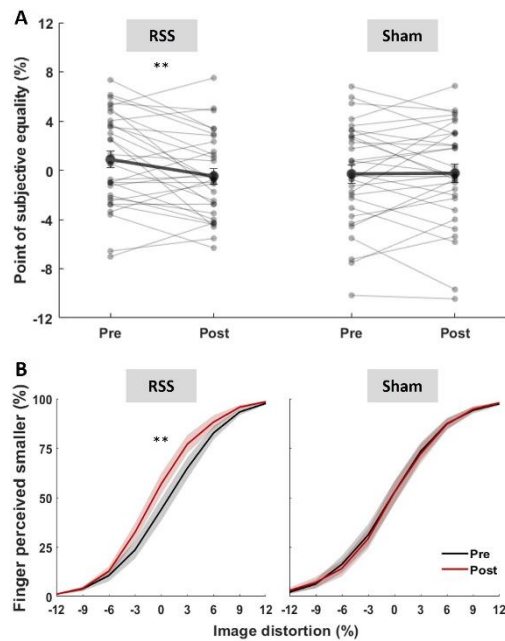 A
RSS
Sham
**
Point of subjective equality (%)
12
8
4
0
-4
-8
-12
Pre
Post
Pre
Post
B
RSS
Sham
**
Finger perceived smaller (%)
100
75
50
25
0
Pre
Post
-12 -9 -6 -3 0 3 6 9 12
-12 -9 -6 -3 0 3 6 9 12
Image distortion (%)